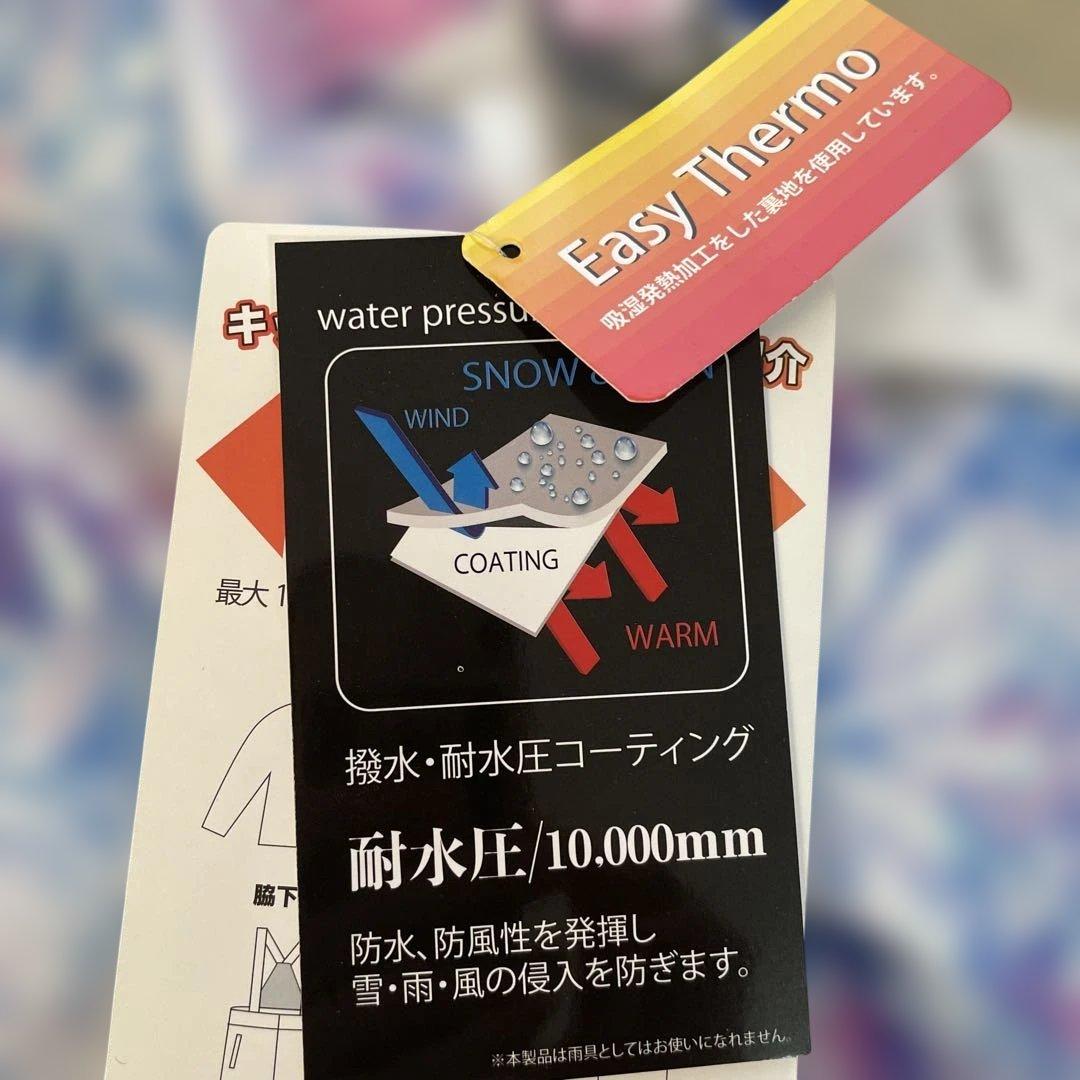 Easy Thermo
吸湿発熱加工をした裏地を使用しています。
water pressu
SNOW
WIND
COATING
WARM
撥水・耐水圧コーティング
耐水圧/10,000mm
防水、防風性を発揮し
雪・雨・風の侵入を防ぎます。
※本製品は雨具としてはお使いになれません。
キッ
介
最大 1
脇下